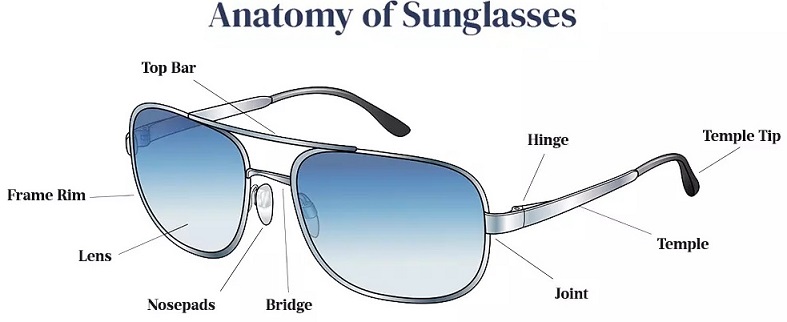 Anatomy of Sunglasses
Top Bar
Hinge
Temple Tip
Frame Rim
Lens
Temple
Nosepads
Bridge
Joint